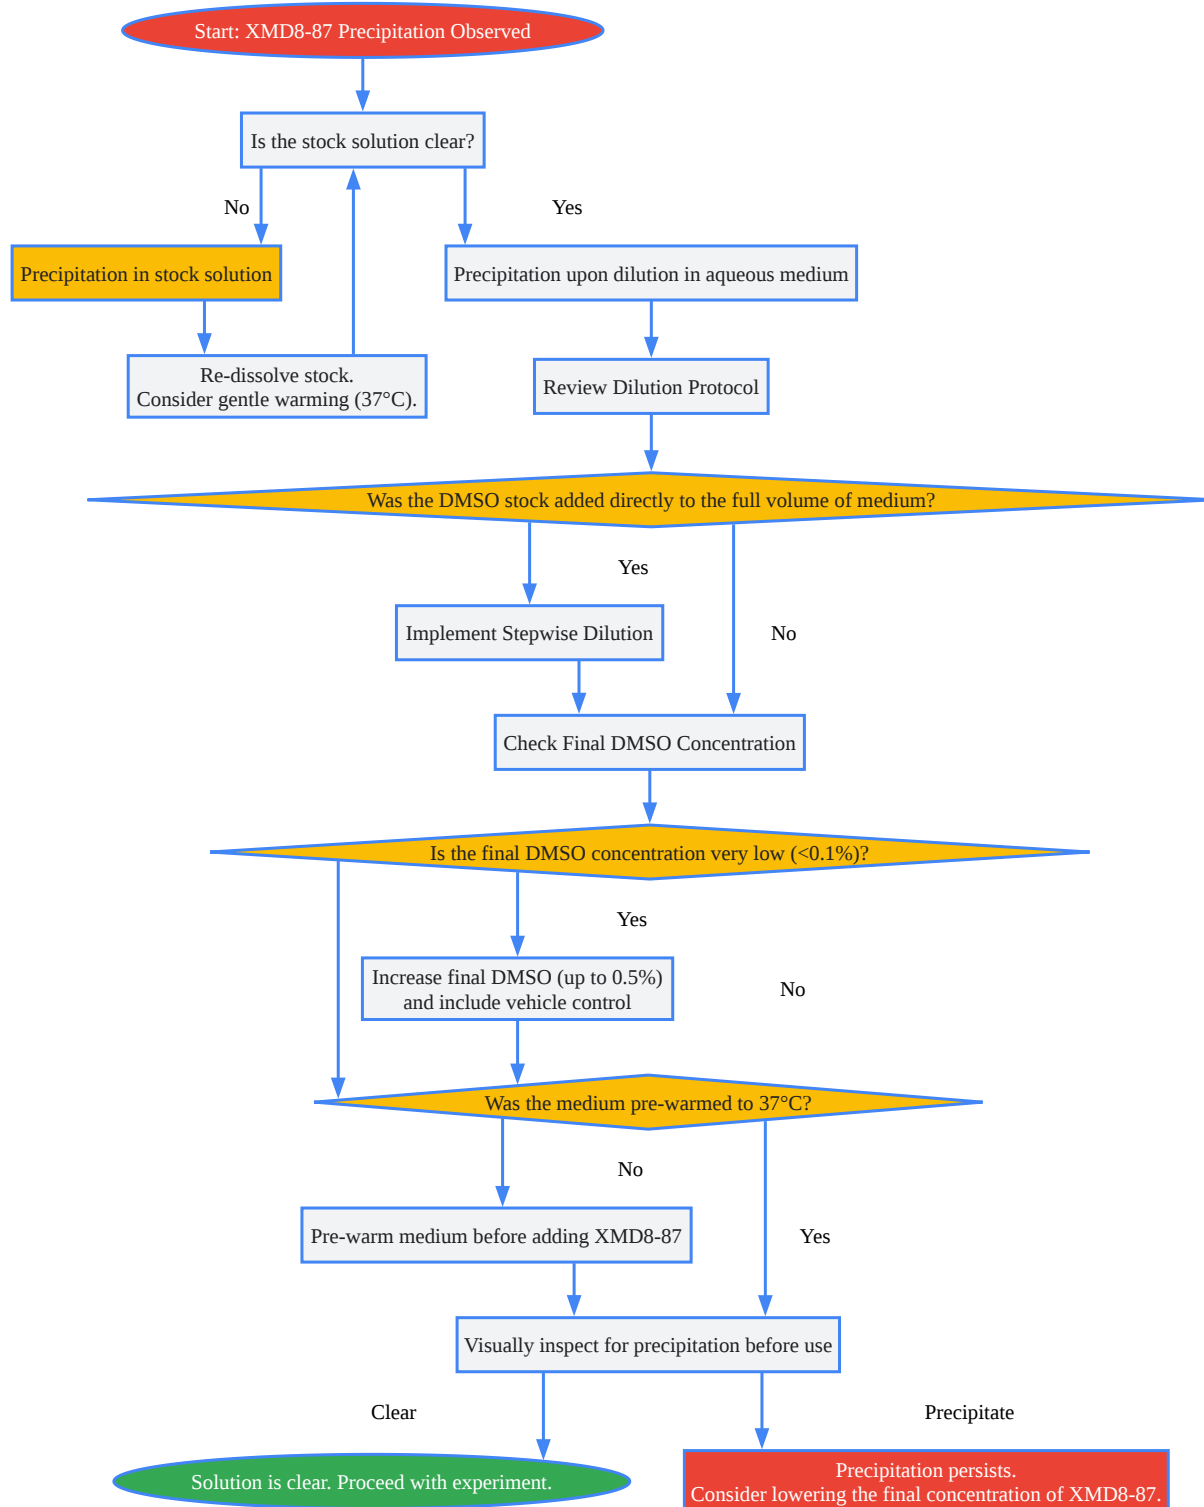 Start: XMD8-87 Precipitation Observed
Is the stock solution clear?
No
Yes
Precipitation in stock solution
Precipitation upon dilution in aqueous medium
Re-dissolve stock.
Consider gentle warming (37°C).
Review Dilution Protocol
Was the DMSO stock added directly to the full volume of medium?
Yes
Implement Stepwise Dilution
No
Check Final DMSO Concentration
Is the final DMSO concentration very low (<0.1%)?
Yes
Increase final DMSO (up to 0.5%)
and include vehicle control
No
Was the medium pre-warmed to 37°C?
No
Pre-warm medium before adding XMD8-87
Yes
Visually inspect for precipitation before use
Clear
Precipitate
Solution is clear. Proceed with experiment.
Precipitation persists.
Consider lowering the final concentration of XMD8-87.